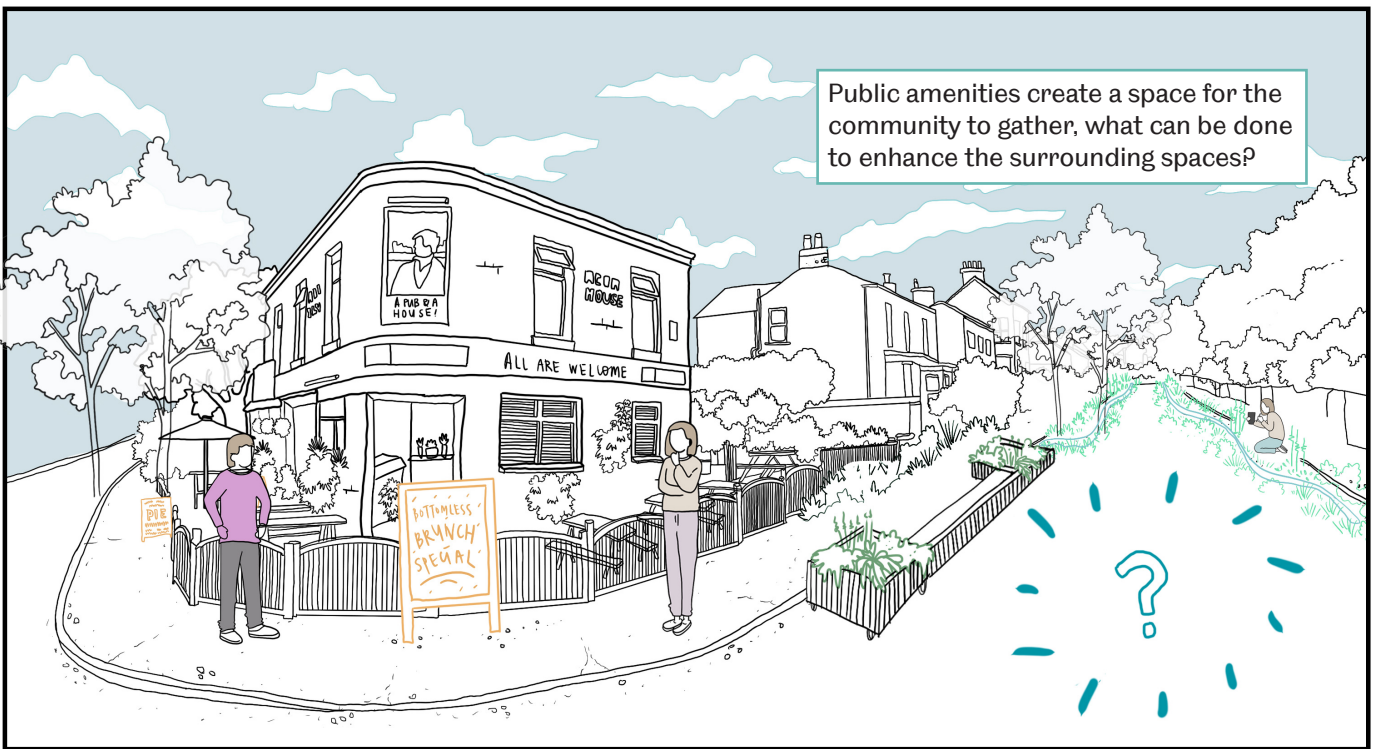 Public amenities create a space for the
community to gather, what can be done
to enhance the surrounding spaces?
A PUB & A
HOUSE!
HOUSE
ALL ARE WELCOME
PIE
BOTTOMLESS
BRUNCH
SPECIAL
?